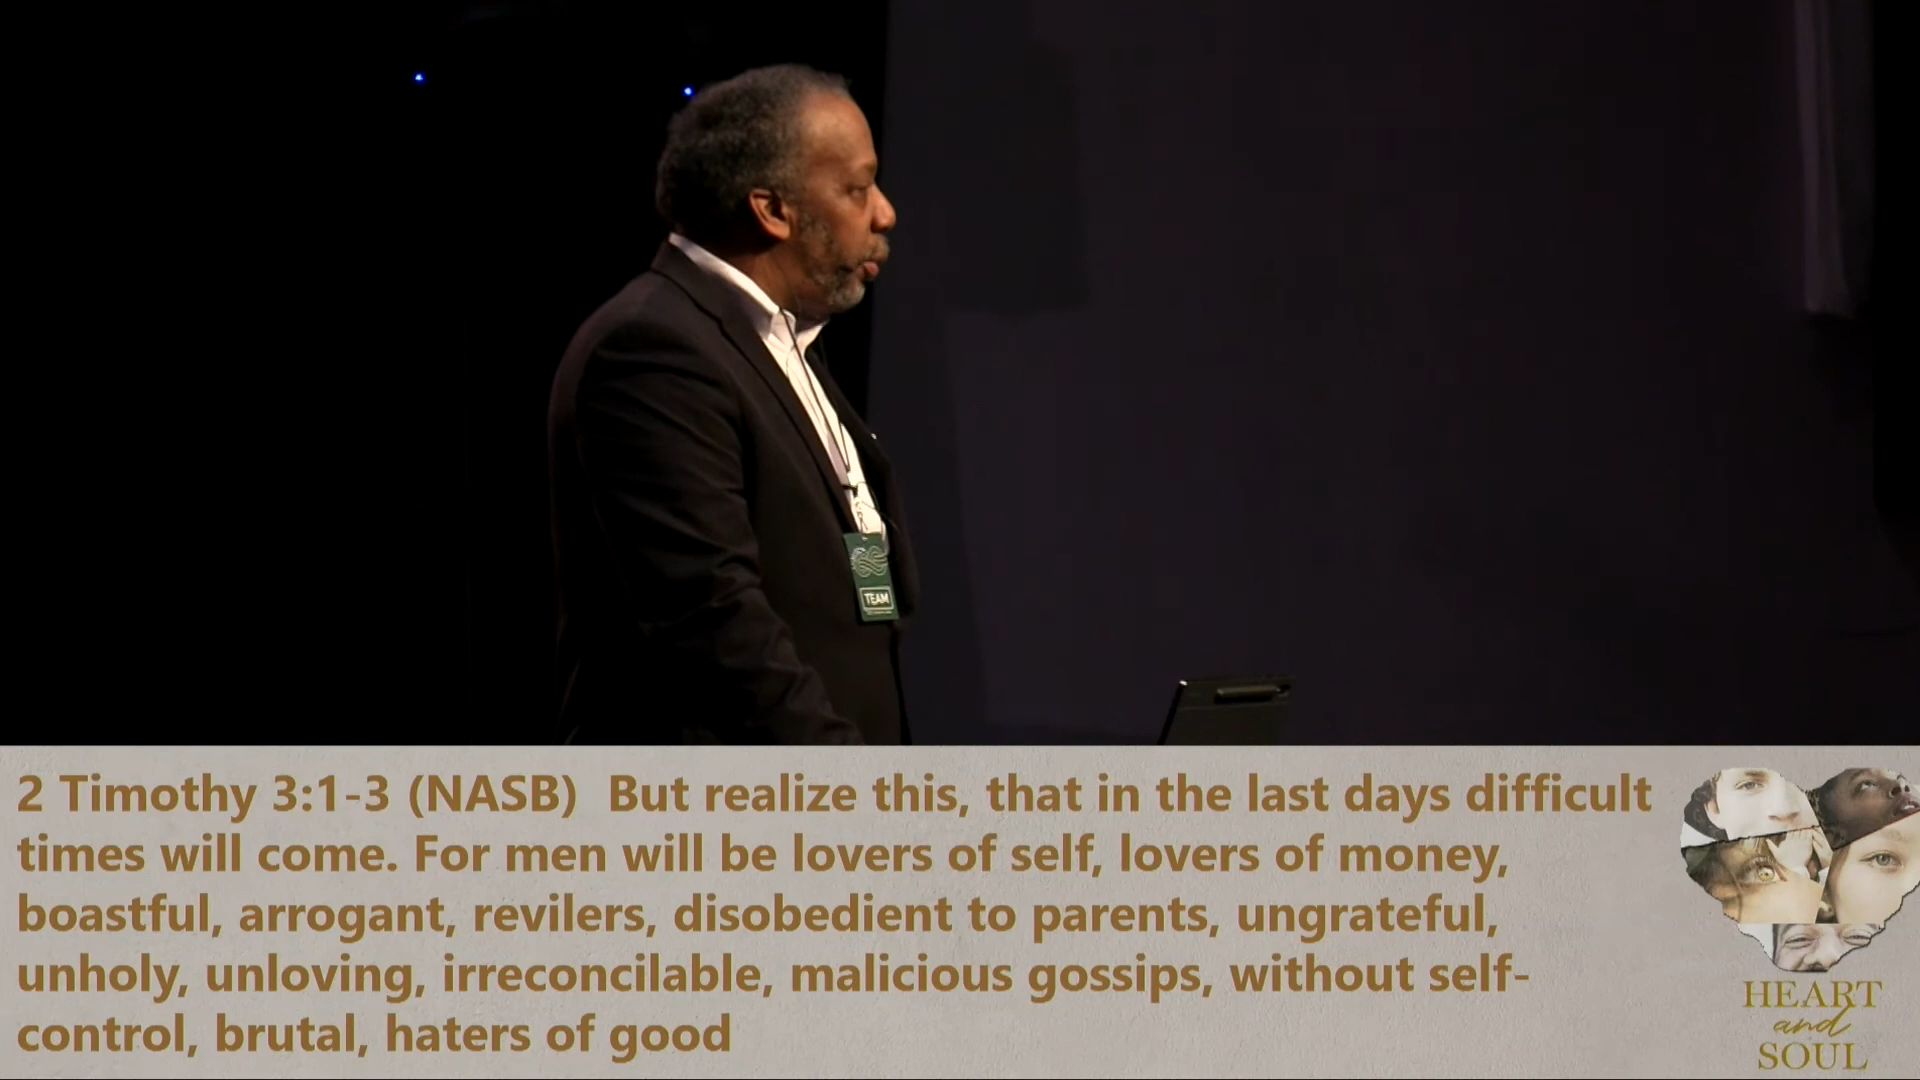 TEAM
2 Timothy 3:1-3 (NASB)  But realize this, that in the last days difficult
times will come. For men will be lovers of self, lovers of money,
boastful, arrogant, revilers, disobedient to parents, ungrateful,
unholy, unloving, irreconcilable, malicious gossips, without self-
control, brutal, haters of good
HEART
and
SOUL